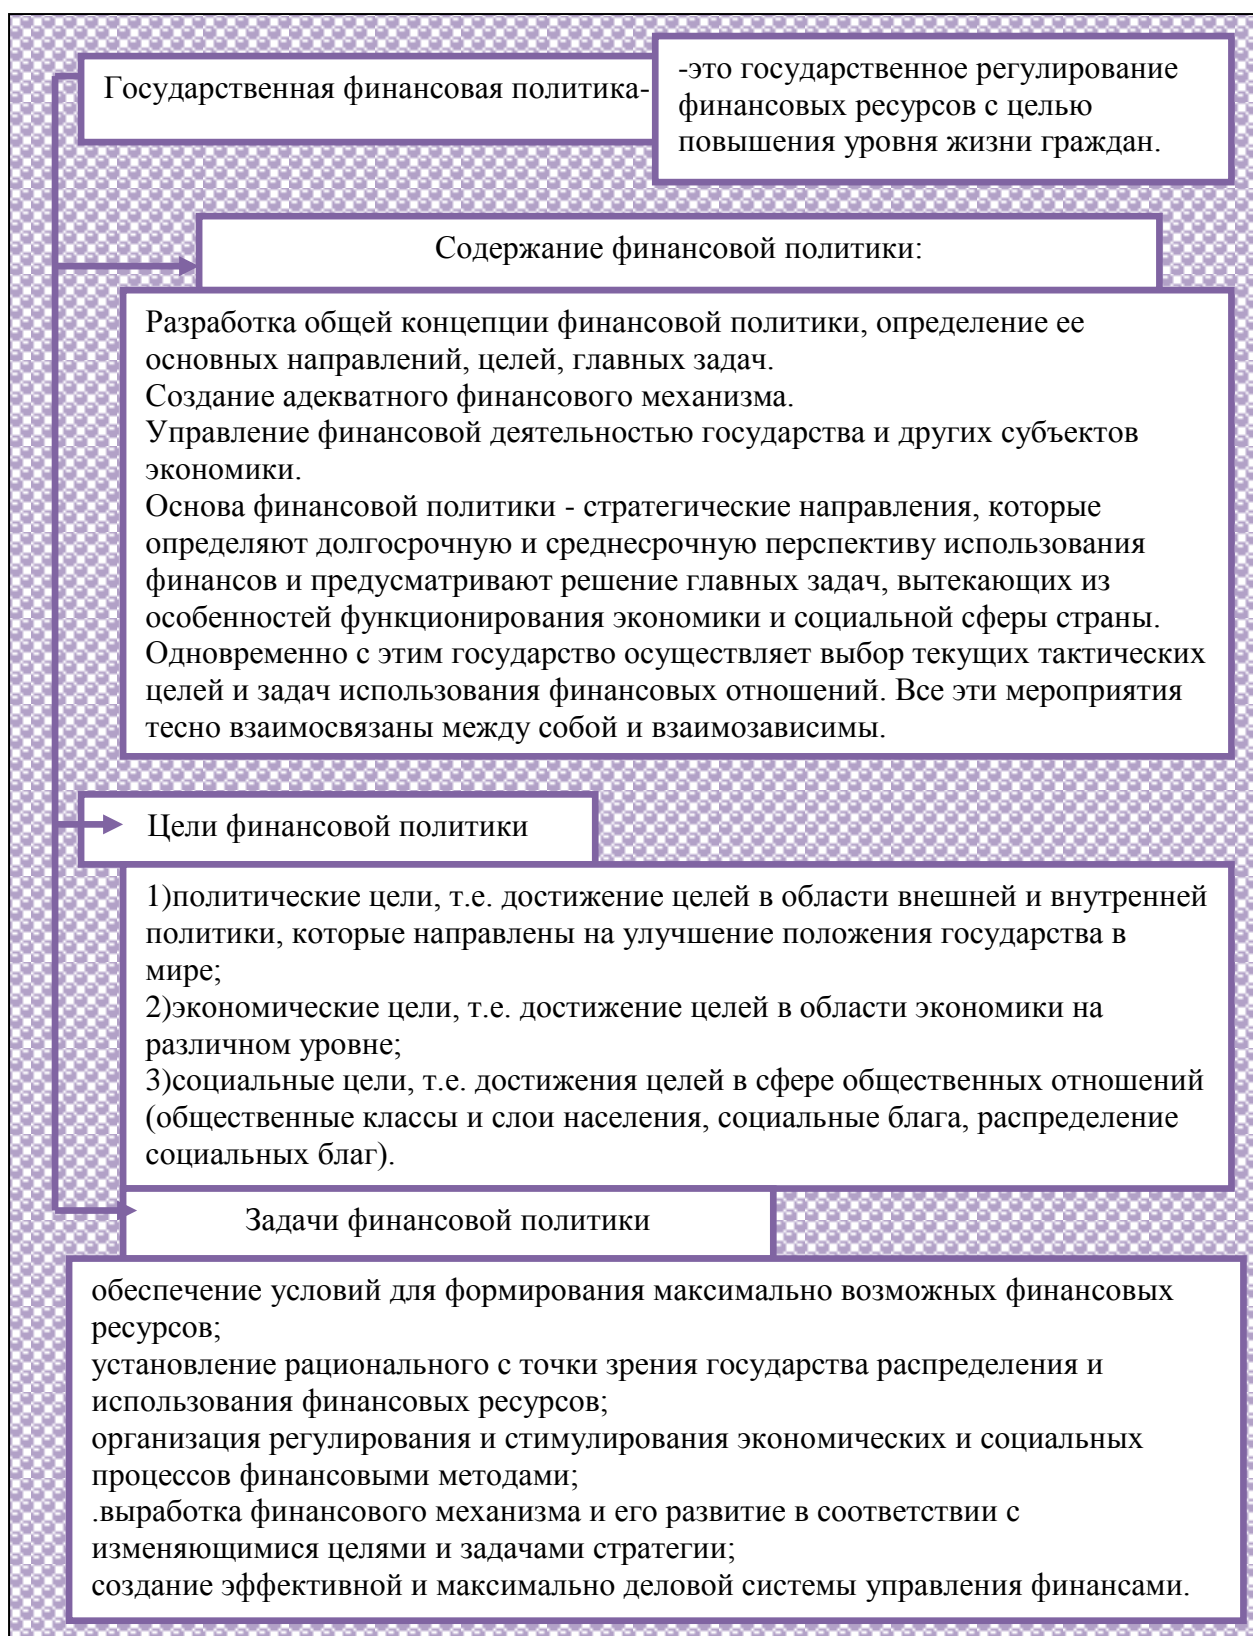 Государственная финансовая политика-
-это государственное регулирование
финансовых ресурсов с целью
повышения уровня жизни граждан.
Содержание финансовой политики:
Разработка общей концепции финансовой политики, определение ее
основных направлений, целей, главных задач.
Создание адекватного финансового механизма.
Управление финансовой деятельностью государства и других субъектов
экономики.
Основа финансовой политики - стратегические направления, которые
определяют долгосрочную и среднесрочную перспективу использования
финансов и предусматривают решение главных задач, вытекающих из
особенностей функционирования экономики и социальной сферы страны.
Одновременно с этим государство осуществляет выбор текущих тактических
целей и задач использования финансовых отношений. Все эти мероприятия
тесно взаимосвязаны между собой и взаимозависимы.
Цели финансовой политики
1)политические цели, т.е. достижение целей в области внешней и внутренней
политики, которые направлены на улучшение положения государства в
мире;
2)экономические цели, т.е. достижение целей в области экономики на
различном уровне;
3)социальные цели, т.е. достижения целей в сфере общественных отношений
(общественные классы и слои населения, социальные блага, распределение
социальных благ).
Задачи финансовой политики
обеспечение условий для формирования максимально возможных финансовых
ресурсов;
установление рационального с точки зрения государства распределения и
использования финансовых ресурсов;
организация регулирования и стимулирования экономических и социальных
процессов финансовыми методами;
.выработка финансового механизма и его развитие в соответствии с
изменяющимися целями и задачами стратегии;
создание эффективной и максимально деловой системы управления финансами.